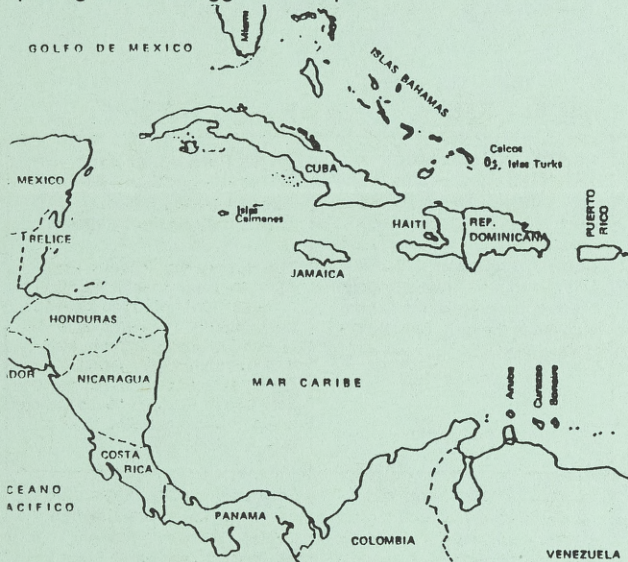 Miami
GOLFO DE MEXICO
ISLAS BAHAMAS
CUBA
Caicos
Islas Turks
MEXICO
Islas
Caimanes
HAITI
REP.
DOMINICANA
PUERTO
RICO
BELICE
JAMAICA
HONDURAS
DOR
NICARAGUA
MAR CARIBE
Aruba
Curazao
Bonaire
COSTA
RICA
CEANO
ACIFICO
PANAMA
COLOMBIA
VENEZUELA